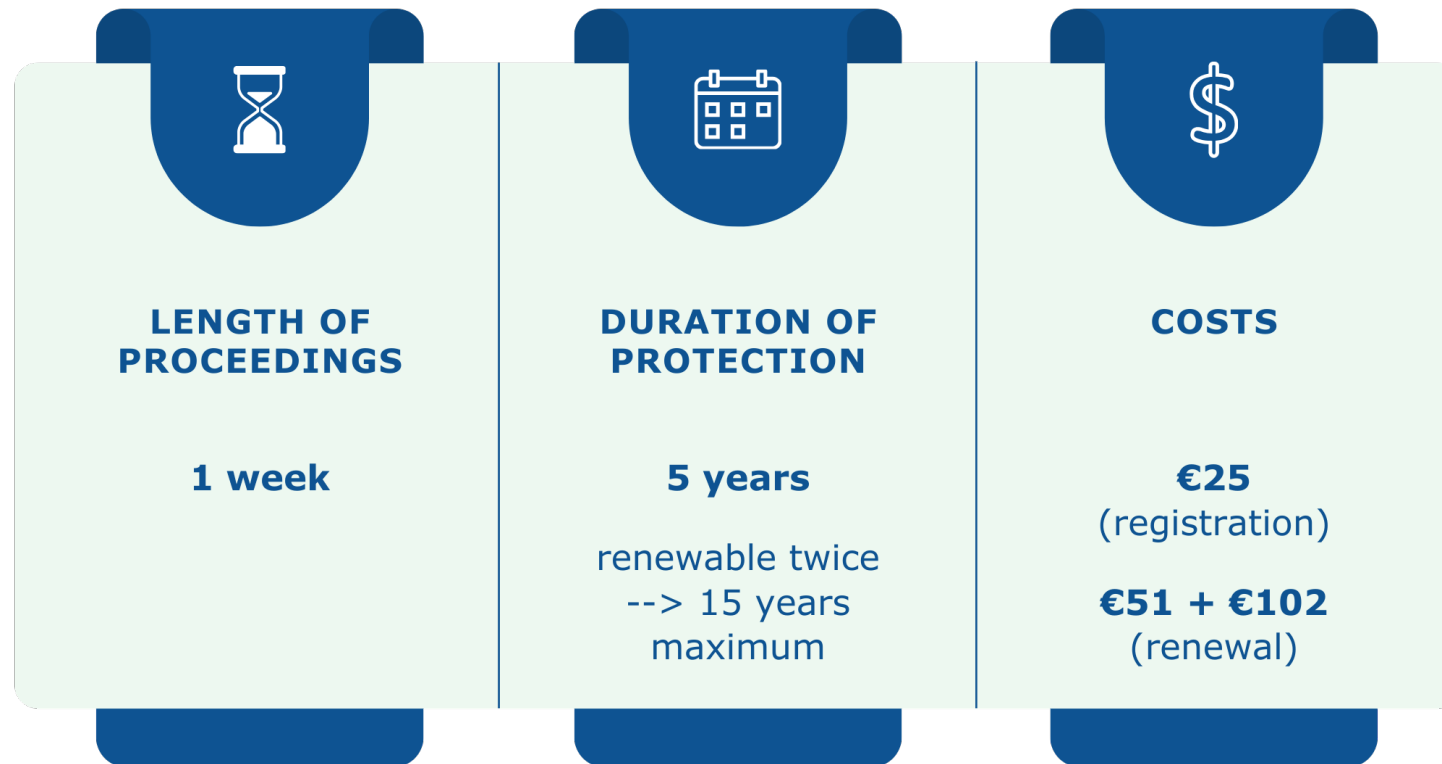 LENGTH OF
PROCEEDINGS
1 week
DURATION OF
PROTECTION
5 years
renewable twice
--> 15 years
maximum
COSTS
€25
(registration)
€51 + €102
(renewal)